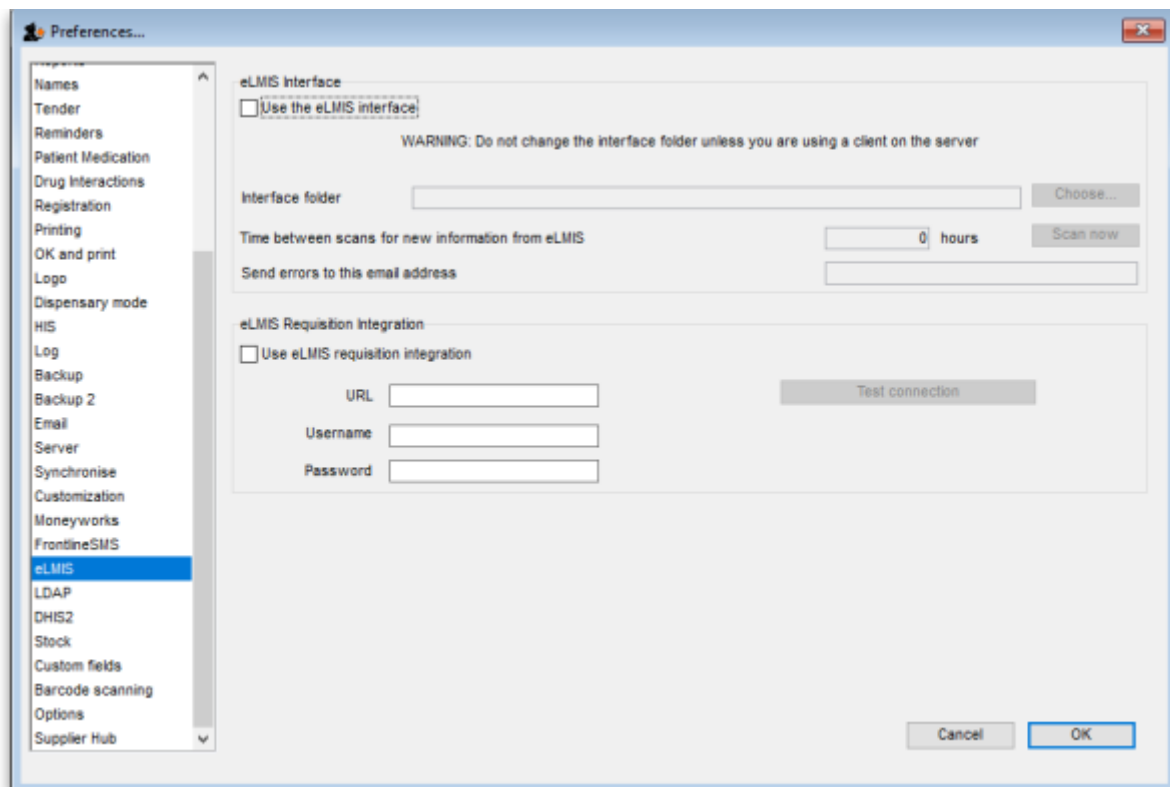 Preferences...
Reports
Names
Tender
Reminders
Patient Medication
Drug Interactions
Registration
Printing
OK and print
Logo
Dispensary mode
HIS
Log
Backup
Backup 2
Email
Server
Synchronise
Customization
Moneyworks
FrontlineSMS
eLMIS
LDAP
DHIS2
Stock
Custom fields
Barcode scanning
Options
Supplier Hub
eLMIS Interface
Use the eLMIS interface
WARNING: Do not change the interface folder unless you are using a client on the server
Interface folder
Choose...
Time between scans for new information from eLMIS 0 hours
Scan now
Send errors to this email address
eLMIS Requisition Integration
Use eLMIS requisition integration
URL
Test connection
Username
Password
Cancel
OK